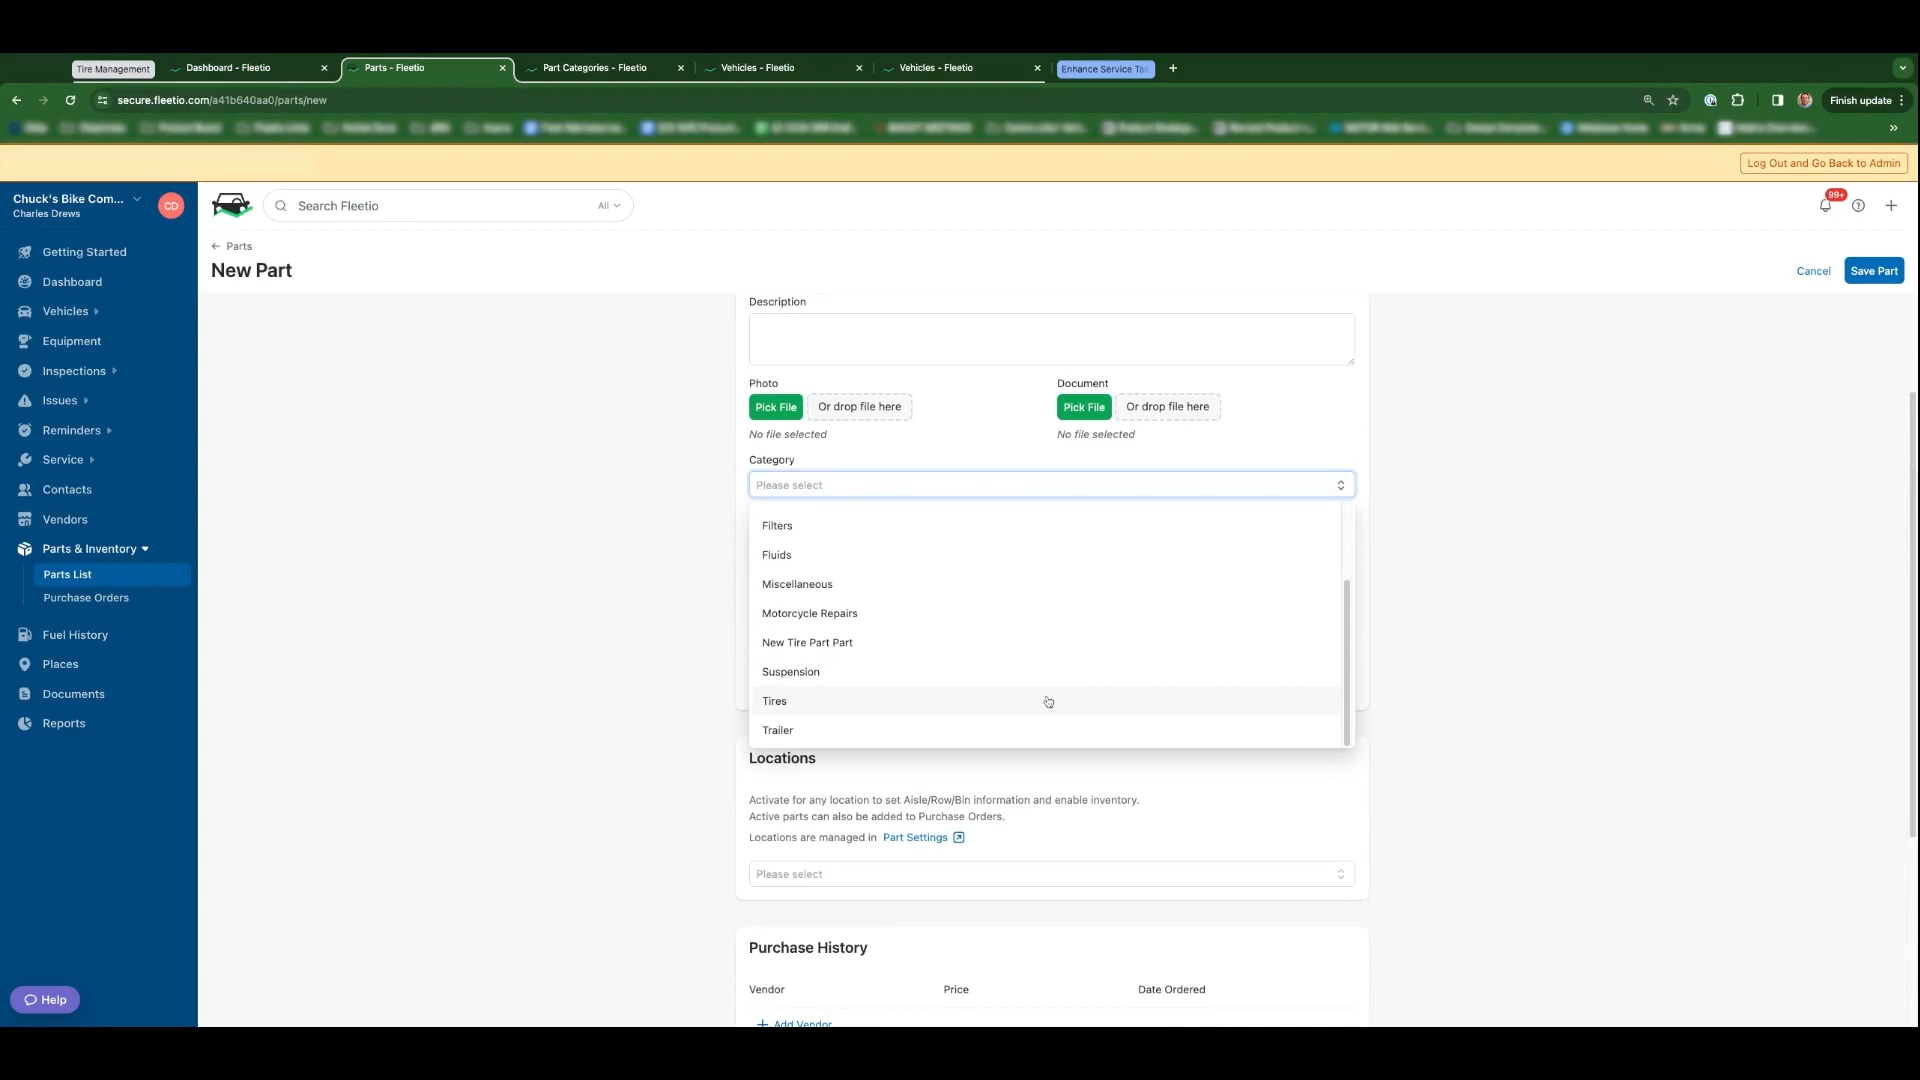 Tire Management
Dashboard - Fleetio
Parts - Fleetio
Part Categories - Fleetio
Vehicles - Fleetio
Vehicles - Fleetio
Enhance Service Ta
secure.fleetio.com/a41b640aa0/parts/new
Finish update
Log Out and Go Back to Admin
Chuck's Bike Com...
Charles Drews
CD
Search Fleetio
All
99+
Getting Started
Dashboard
Vehicles
Equipment
Inspections
Issues
Reminders
Service
Contacts
Vendors
Parts & Inventory
Parts List
Purchase Orders
Fuel History
Places
Documents
Reports
Help
Parts
New Part
Cancel
Save Part
Description
Photo
Document
Pick File
Or drop file here
Pick File
Or drop file here
No file selected
No file selected
Category
Please select
Filters
Fluids
Miscellaneous
Motorcycle Repairs
New Tire Part Part
Suspension
Tires
Trailer
Locations
Activate for any location to set Aisle/Row/Bin information and enable inventory.
Active parts can also be added to Purchase Orders.
Locations are managed in Part Settings
Please select
Purchase History
Vendor
Price
Date Ordered
Add Vendor